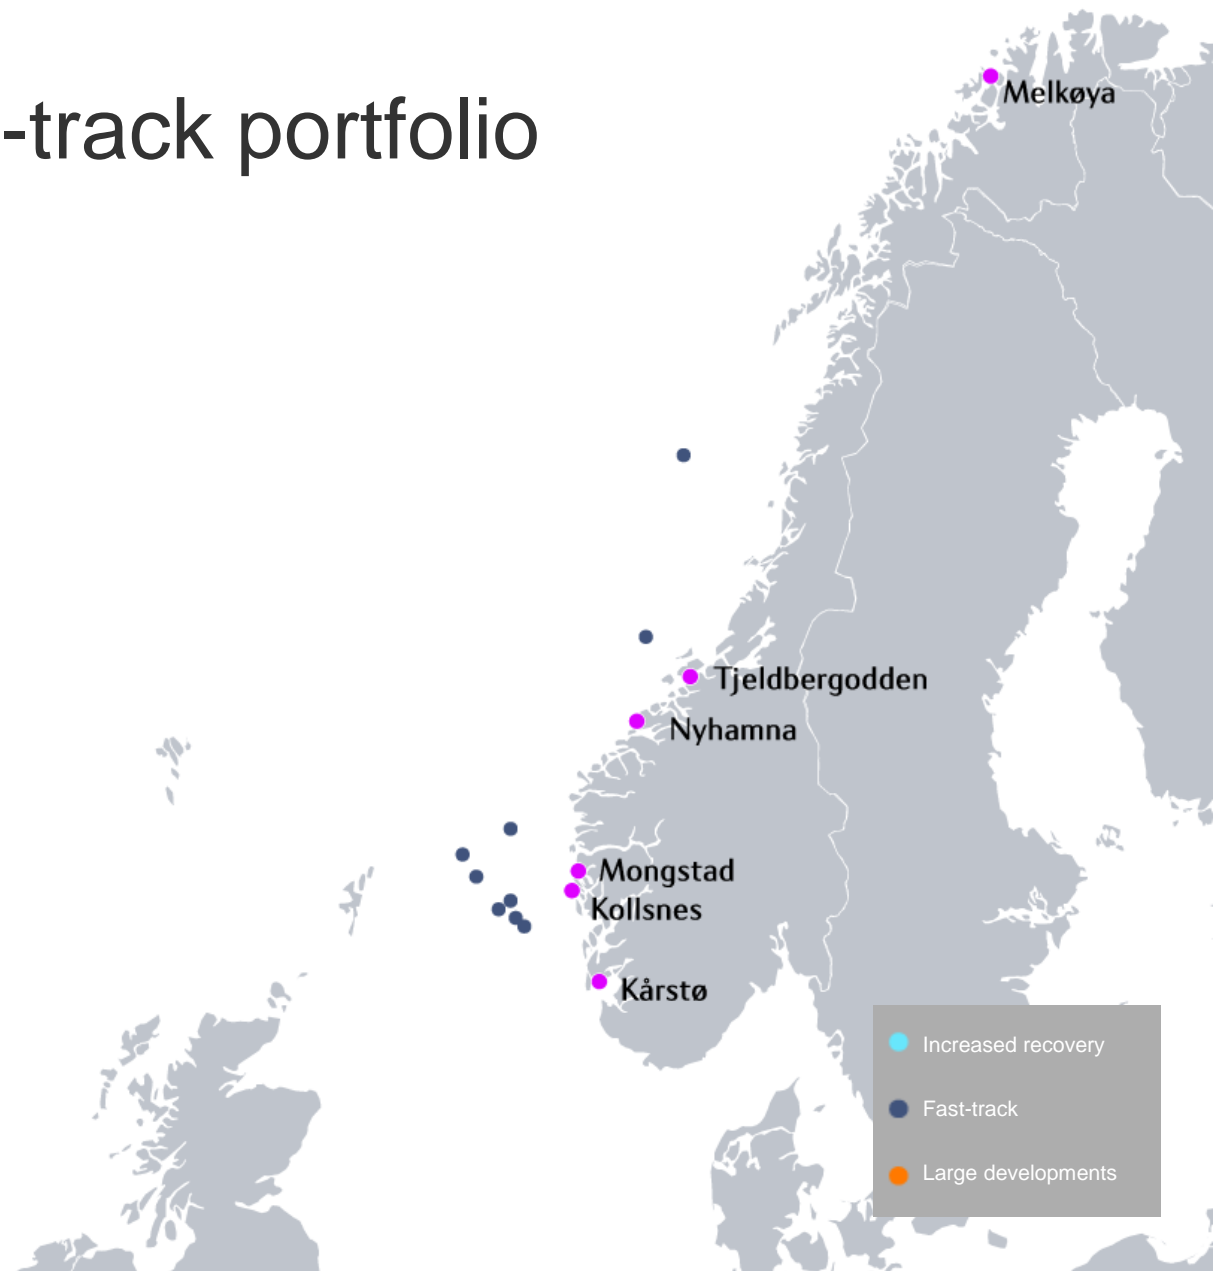 -track portfolio
Melkøya
Tjeldbergodden
Nyhamna
Mongstad
Kollsnes
Kårstø
Increased recovery
Fast-track
Large developments